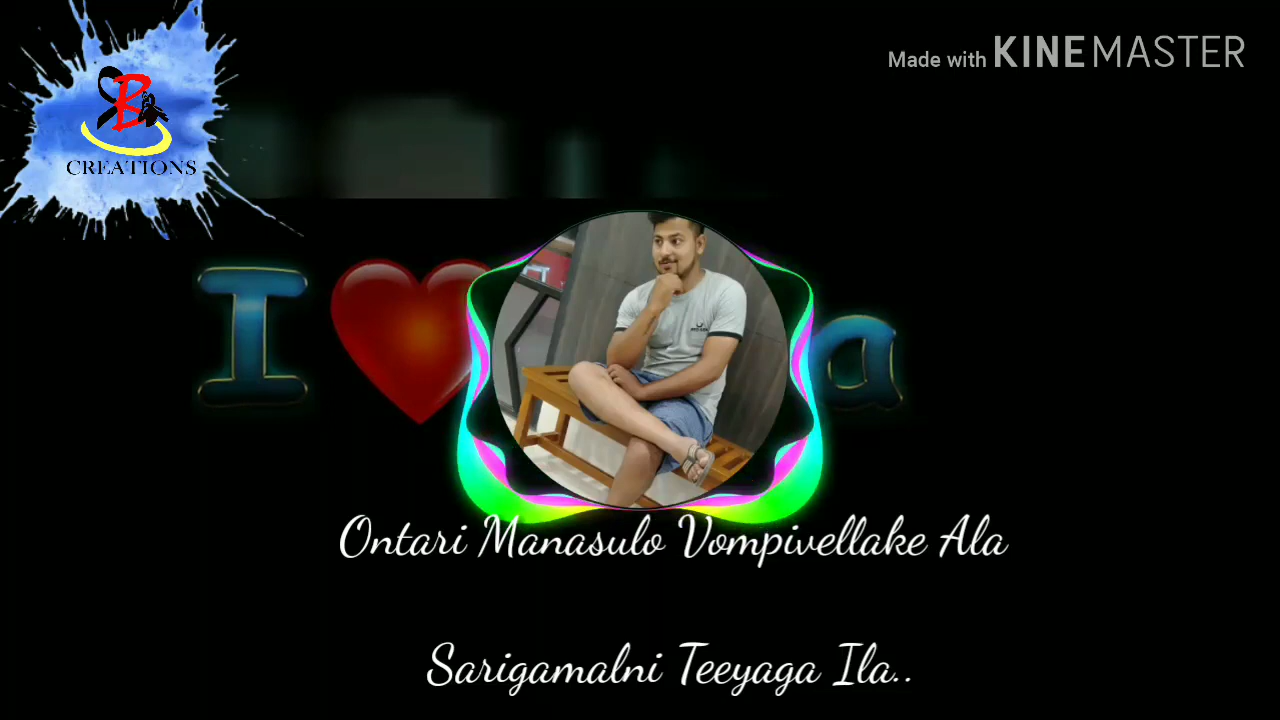 B
CREATIONS
Made with KINEMASTER
I ❤ a
Ontari Manasulo Vompivellake Ala
Sarigamalni Teeyaga Ila..